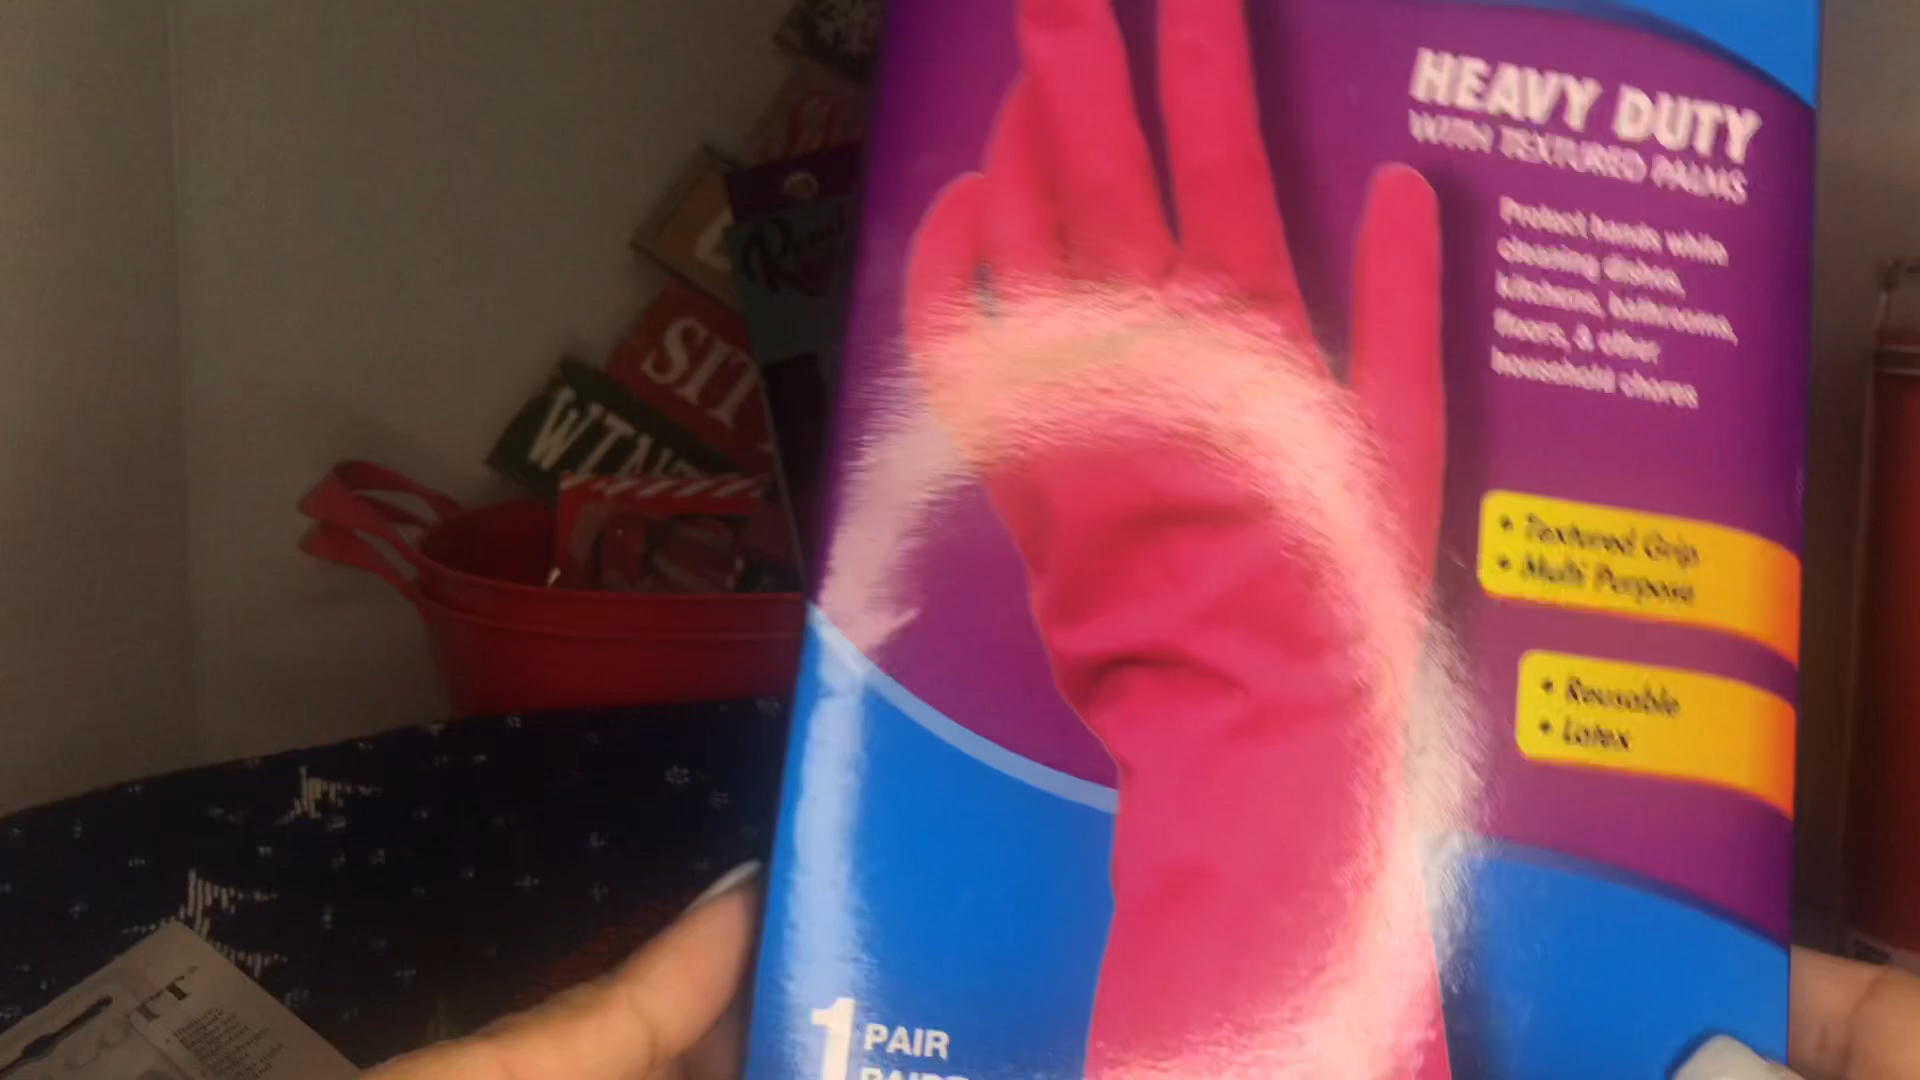 HEAVY DUTY
WITH TEXTURED PALMS
Protect hands while
cleaning dishes,
kitchens, bathrooms,
floors, & other
household chores
• Textured Grip
• Multi Purpose
• Reusable
• Latex
1 PAIR
SIT
WINT